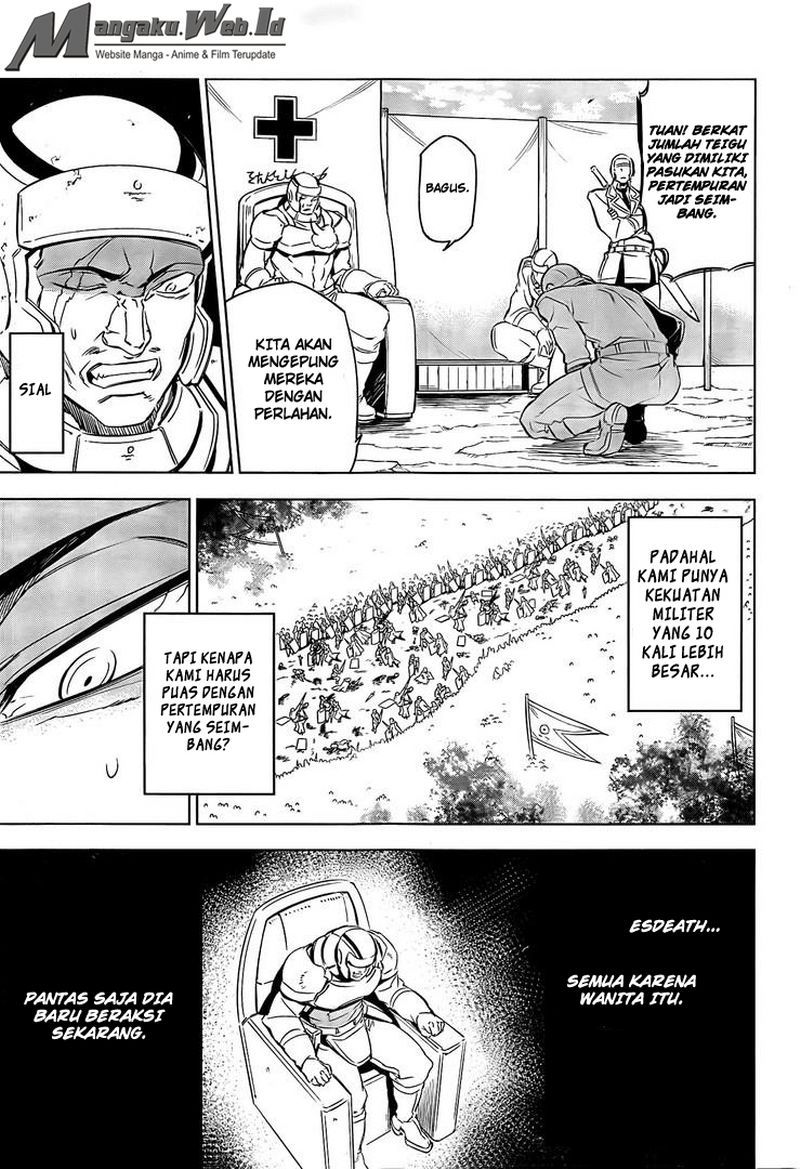 Mangaku.Web.Id
Website Manga - Anime & Film Terupdate
TUAN! BERKAT
JUMLAH TEIGU
YANG DIMILIKI
PASUKAN KITA,
PERTEMPURAN
JADI SEIM-
BANG.
BAGUS.
KITA AKAN
MENGEPUNG
MEREKA
DENGAN
PERLAHAN.
SIAL
PADAHAL
KAMI PUNYA
KEKUATAN
MILITER
YANG 10
KALI LEBIH
BESAR...
TAPI KENAPA
KAMI HARUS
PUAS DENGAN
PERTEMPURAN
YANG SEIM-
BANG?
ESDEATH...
SEMUA KARENA
WANITA ITU.
PANTAS SAJA DIA
BARU BERAKSI
SEKARANG.